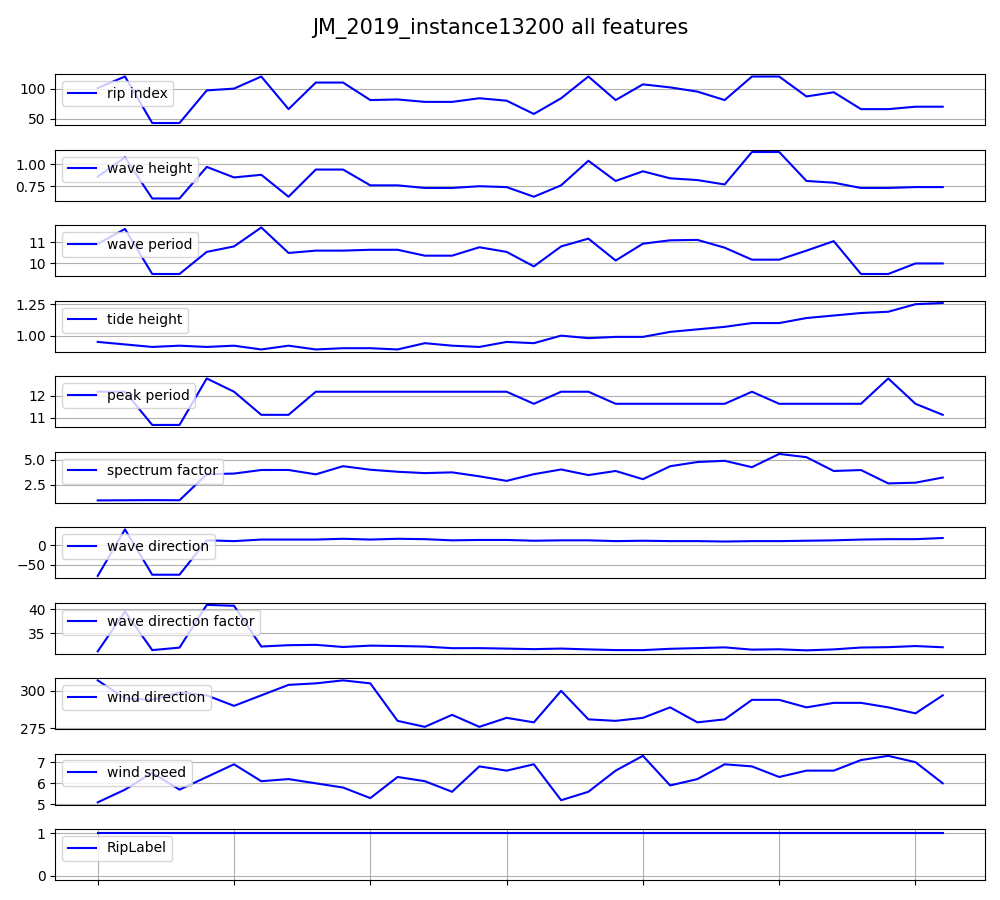 JM_2019_instance13200 all features
100
50
rip index
1.00
0.75
wave height
11
10
wave period
1.25
1.00
tide height
12
11
peak period
5.0
2.5
spectrum factor
0
−50
wave direction
40
35
wave direction factor
300
275
wind direction
7
6
5
wind speed
1
0
RipLabel